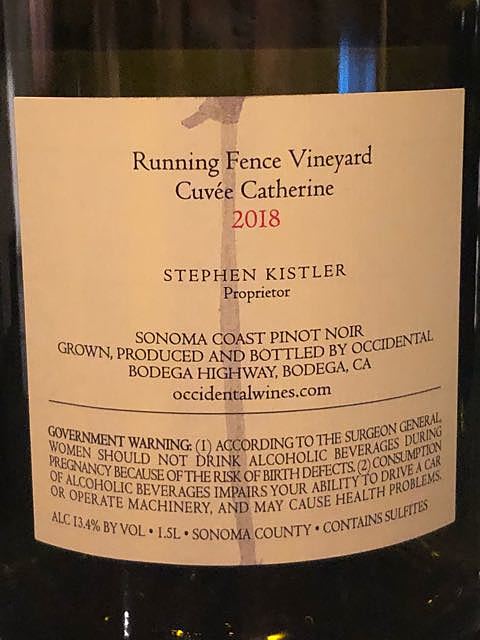 Running Fence Vineyard
Cuvée Catherine
2018
STEPHEN KISTLER
Proprietor
SONOMA COAST PINOT NOIR
GROWN, PRODUCED AND BOTTLED BY OCCIDENTAL
BODEGA HIGHWAY, BODEGA, CA
occidentalwines.com
GOVERNMENT WARNING: (1) ACCORDING TO THE SURGEON GENERAL,
WOMEN SHOULD NOT DRINK ALCOHOLIC BEVERAGES DURING
PREGNANCY BECAUSE OF THE RISK OF BIRTH DEFECTS. (2) CONSUMPTION
OF ALCOHOLIC BEVERAGES IMPAIRS YOUR ABILITY TO DRIVE A CAR
OR OPERATE MACHINERY, AND MAY CAUSE HEALTH PROBLEMS.
ALC 13.4% BY VOL • 1.5L • SONOMA COUNTY • CONTAINS SULFITES